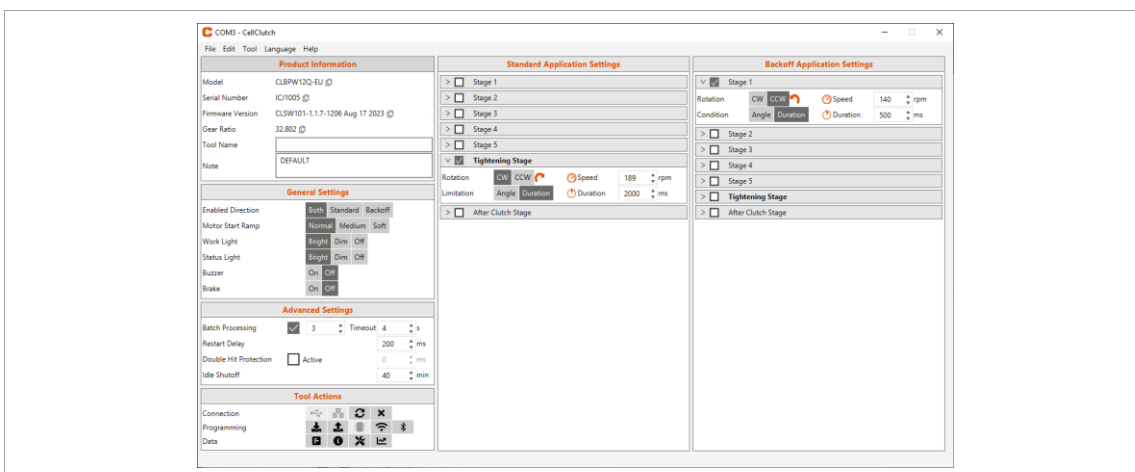 COM3 - CellClutch
File Edit Tool Language Help
Product Information
Model CLBPW12Q-EU
Serial Number ICJ1005
Firmware Version CLSW101-1.1.7-1206 Aug 17 2023
Gear Ratio 32.802
Tool Name
Note DEFAULT
General Settings
Enabled Direction Both Standard Backoff
Motor Start Ramp Normal Medium Soft
Work Light Bright Dim Off
Status Light Bright Dim Off
Buzzer On Off
Brake On Off
Advanced Settings
Batch Processing 3 Timeout 4 s
Restart Delay 200 ms
Double Hit Protection Active 0 ms
Idle Shutoff 40 min
Tool Actions
Connection
Programming
Data
Standard Application Settings
> Stage 1
> Stage 2
> Stage 3
> Stage 4
> Stage 5
Tightening Stage
Rotation CW CCW Speed 189 rpm
Limitation Angle Duration Duration 2000 ms
> After Clutch Stage
Backoff Application Settings
Stage 1
Rotation CW CCW Speed 140 rpm
Condition Angle Duration Duration 500 ms
> Stage 2
> Stage 3
> Stage 4
> Stage 5
> Tightening Stage
> After Clutch Stage